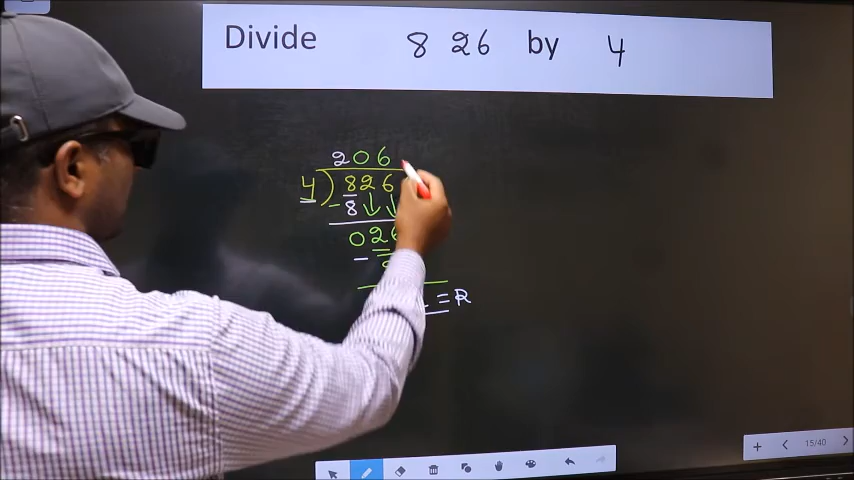 Divide 8 26 by 4
206
4 ) 826
- 8 ↓ ↓
026
-
= R
15/40